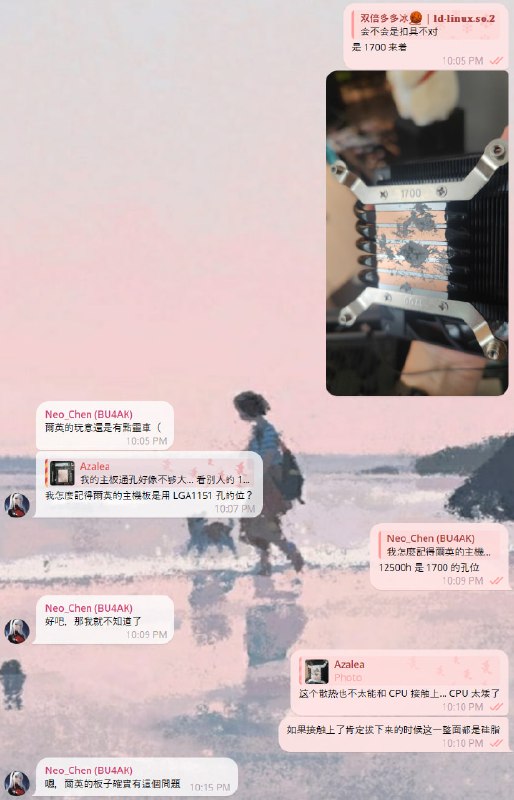 双倍多多冰🏀 | ld-linux.so.2
会不会是扣具不对
是 1700 来着
10:05 PM
1700
Neo_Chen (BU4AK)
爾英的玩意還是有點靈車（
10:05 PM
Azalea
我的主板通孔好像不够大... 看别人的 1...
我怎麼記得爾英的主機板是用 LGA1151 孔的位？
10:07 PM
Neo_Chen (BU4AK)
我怎麼記得爾英的主機...
12500h 是 1700 的孔位
10:09 PM
Neo_Chen (BU4AK)
好吧，那我就不知道了
10:09 PM
Azalea
Photo
这个散热也不太能和 CPU 接触上... CPU 太矮了
10:10 PM
如果接触上了肯定拔下来的时候这一整面都是硅脂
10:10 PM
Neo_Chen (BU4AK)
嗯，爾英的板子確實有這個問題
10:15 PM